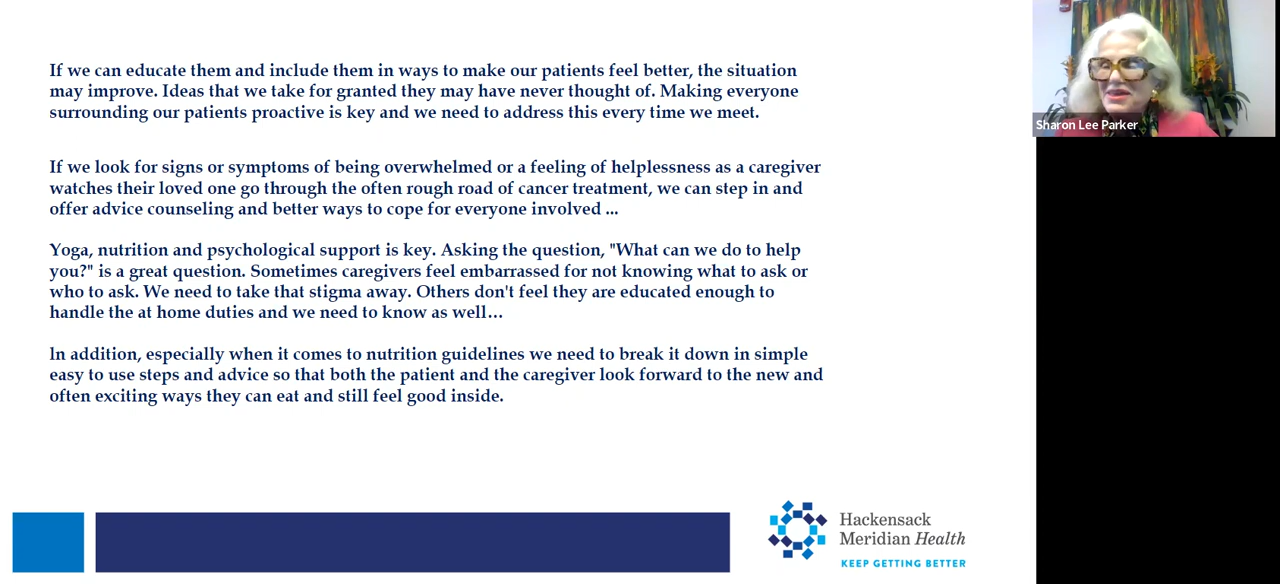 If we can educate them and include them in ways to make our patients feel better, the situation
may improve. Ideas that we take for granted they may have never thought of. Making everyone
surrounding our patients proactive is key and we need to address this every time we meet.
If we look for signs or symptoms of being overwhelmed or a feeling of helplessness as a caregiver
watches their loved one go through the often rough road of cancer treatment, we can step in and
offer advice counseling and better ways to cope for everyone involved ...
Yoga, nutrition and psychological support is key. Asking the question, "What can we do to help
you?" is a great question. Sometimes caregivers feel embarrassed for not knowing what to ask or
who to ask. We need to take that stigma away. Others don't feel they are educated enough to
handle the at home duties and we need to know as well…
In addition, especially when it comes to nutrition guidelines we need to break it down in simple
easy to use steps and advice so that both the patient and the caregiver look forward to the new and
often exciting ways they can eat and still feel good inside.
Hackensack
Meridian Health
KEEP GETTING BETTER
Sharon Lee Parker